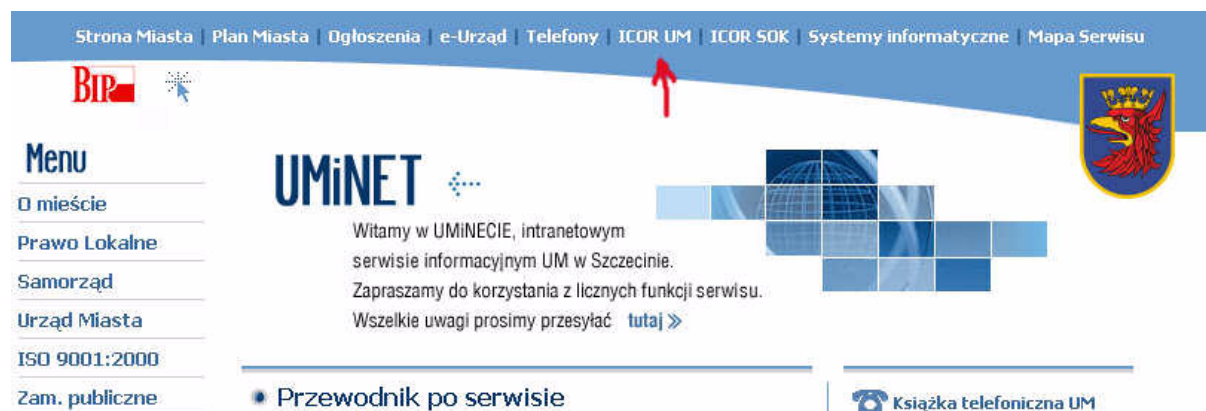 Strona Miasta | Plan Miasta | Ogłoszenia | e-Urząd | Telefony | ICOR UM | ICOR SOK | Systemy informatyczne | Mapa Serwisu
BIP
Menu
O mieście
Prawo Lokalne
Samorząd
Urząd Miasta
ISO 9001:2000
Zam. publiczne
UMiNET
Witamy w UMiNECIE, intranetowym
serwisie informacyjnym UM w Szczecinie.
Zapraszamy do korzystania z licznych funkcji serwisu.
Wszelkie uwagi prosimy przesyłać tutaj »
Przewodnik po serwisie
Książka telefoniczna UM